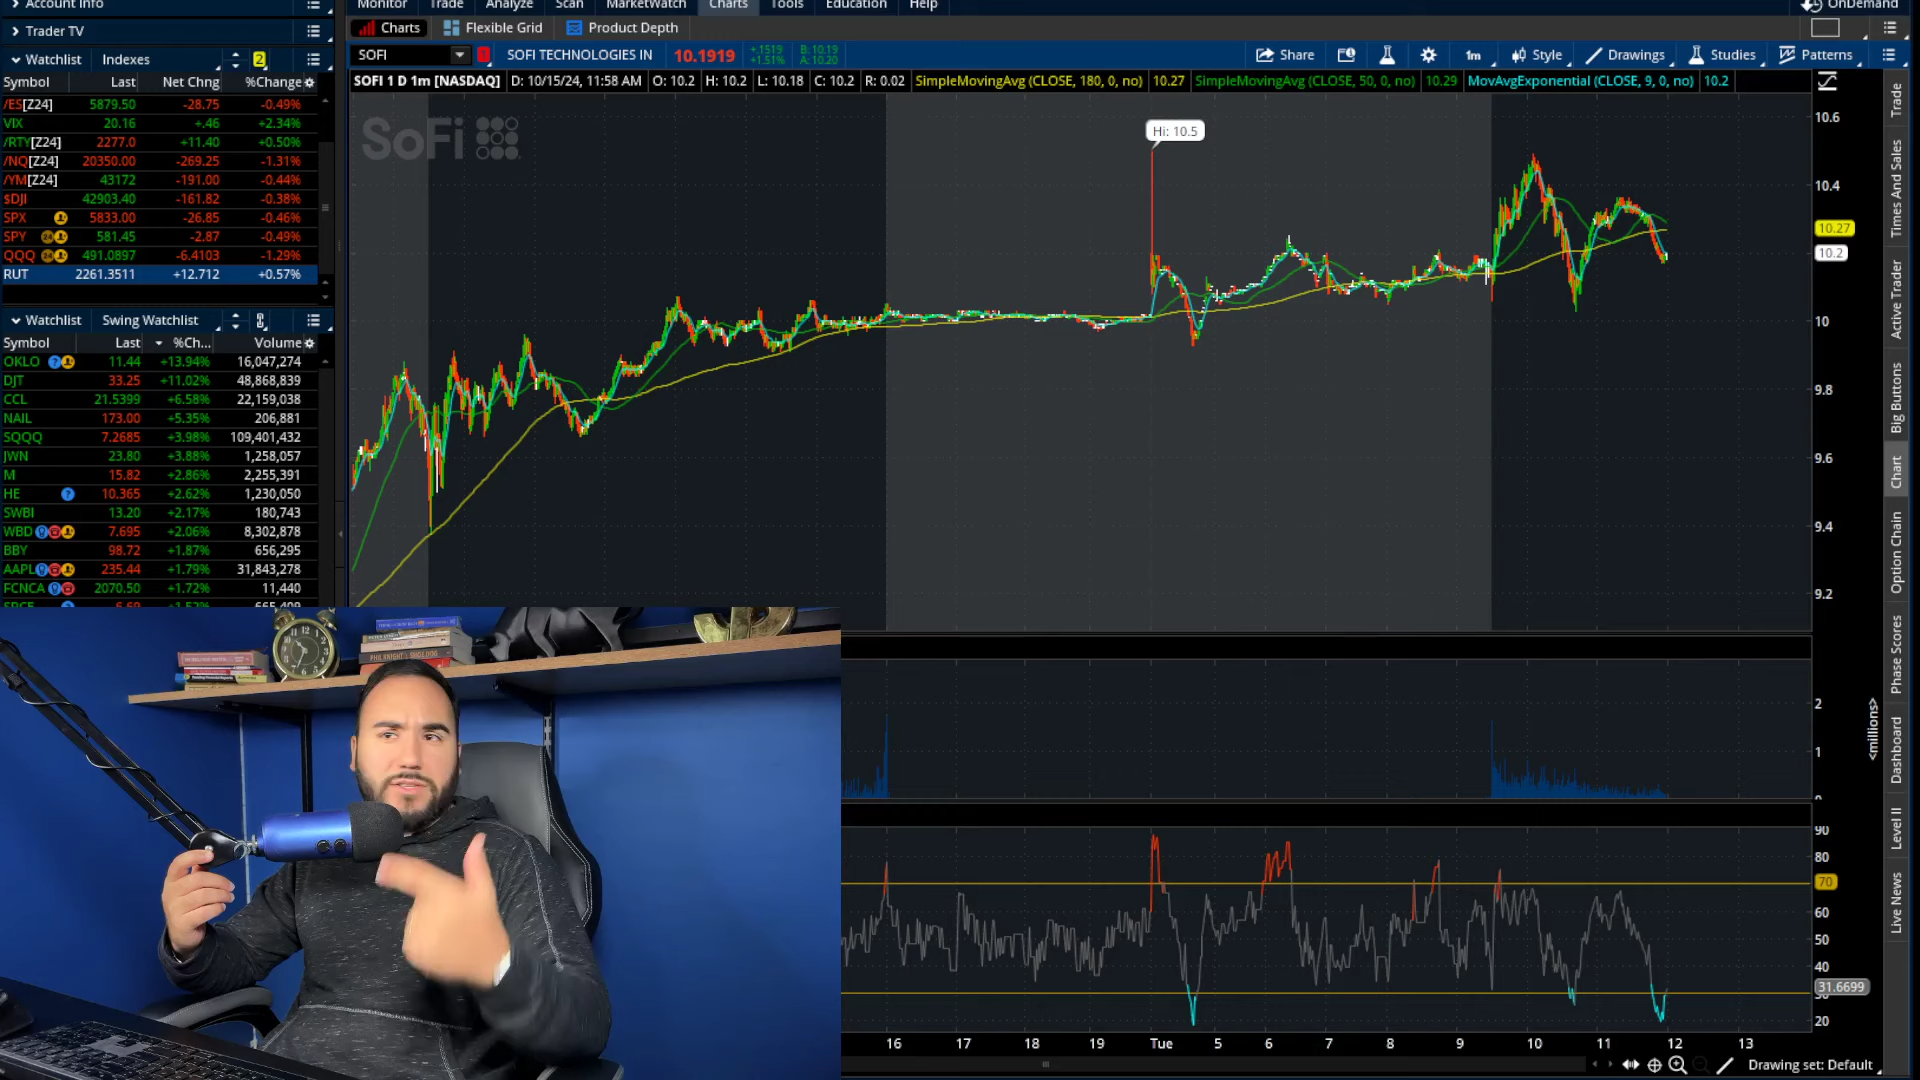 Account Info
Monitor Trade Analyze Scan MarketWatch Charts Tools Education Help OnDemand
Trader TV
Charts Flexible Grid Product Depth
Watchlist Indexes 2
SOFI SOFI TECHNOLOGIES IN 10.1919 +.1519 +1.51% B: 10.19 A: 10.20 Share 1m Style Drawings Studies Patterns
Symbol Last Net Chng %Change
SOFI 1 D 1m [NASDAQ] D: 10/15/24, 11:58 AM O: 10.2 H: 10.2 L: 10.18 C: 10.2 R: 0.02 SimpleMovingAvg (CLOSE, 180, 0, no) 10.27 SimpleMovingAvg (CLOSE, 50, 0, no) 10.29 MovAvgExponential (CLOSE, 9, 0, no) 10.2
/ES[Z24] 5879.50 -28.75 -0.49%
VIX 20.16 +.46 +2.34%
/RTY[Z24] 2277.0 +11.40 +0.50%
/NQ[Z24] 20350.00 -269.25 -1.31%
/YM[Z24] 43172 -191.00 -0.44%
$DJI 42903.40 -161.82 -0.38%
SPX 5833.00 -26.85 -0.46%
SPY 581.45 -2.87 -0.49%
QQQ 491.0897 -6.4103 -1.29%
RUT 2261.3511 +12.712 +0.57%
SoFi
Hi: 10.5
10.6
10.4
10.27
10.2
10
9.8
9.6
9.4
9.2
Watchlist Swing Watchlist
Symbol Last %Ch... Volume
OKLO 11.44 +13.94% 16,047,274
DJT 33.25 +11.02% 48,868,839
CCL 21.5399 +6.58% 22,159,038
NAIL 173.00 +5.35% 206,881
SQQQ 7.2685 +3.98% 109,401,432
JWN 23.80 +3.88% 1,258,057
M 15.82 +2.86% 2,255,391
HE 10.365 +2.62% 1,230,050
SWBI 13.20 +2.17% 180,743
WBD 7.695 +2.06% 8,302,878
BBY 98.72 +1.87% 656,295
AAPL 235.44 +1.79% 31,843,278
FCNCA 2070.50 +1.72% 11,440
Trade
Times And Sales
Active Trader
Big Buttons
Chart
Option Chain
Phase Scores
Dashboard
Level II
Live News
PHIL KNIGHT SHOE DOG
2
1
0
<millions>
90
80
70
60
50
40
31.6699
20
16 17 18 19 Tue 5 6 7 8 9 10 11 12 13
Drawing set: Default